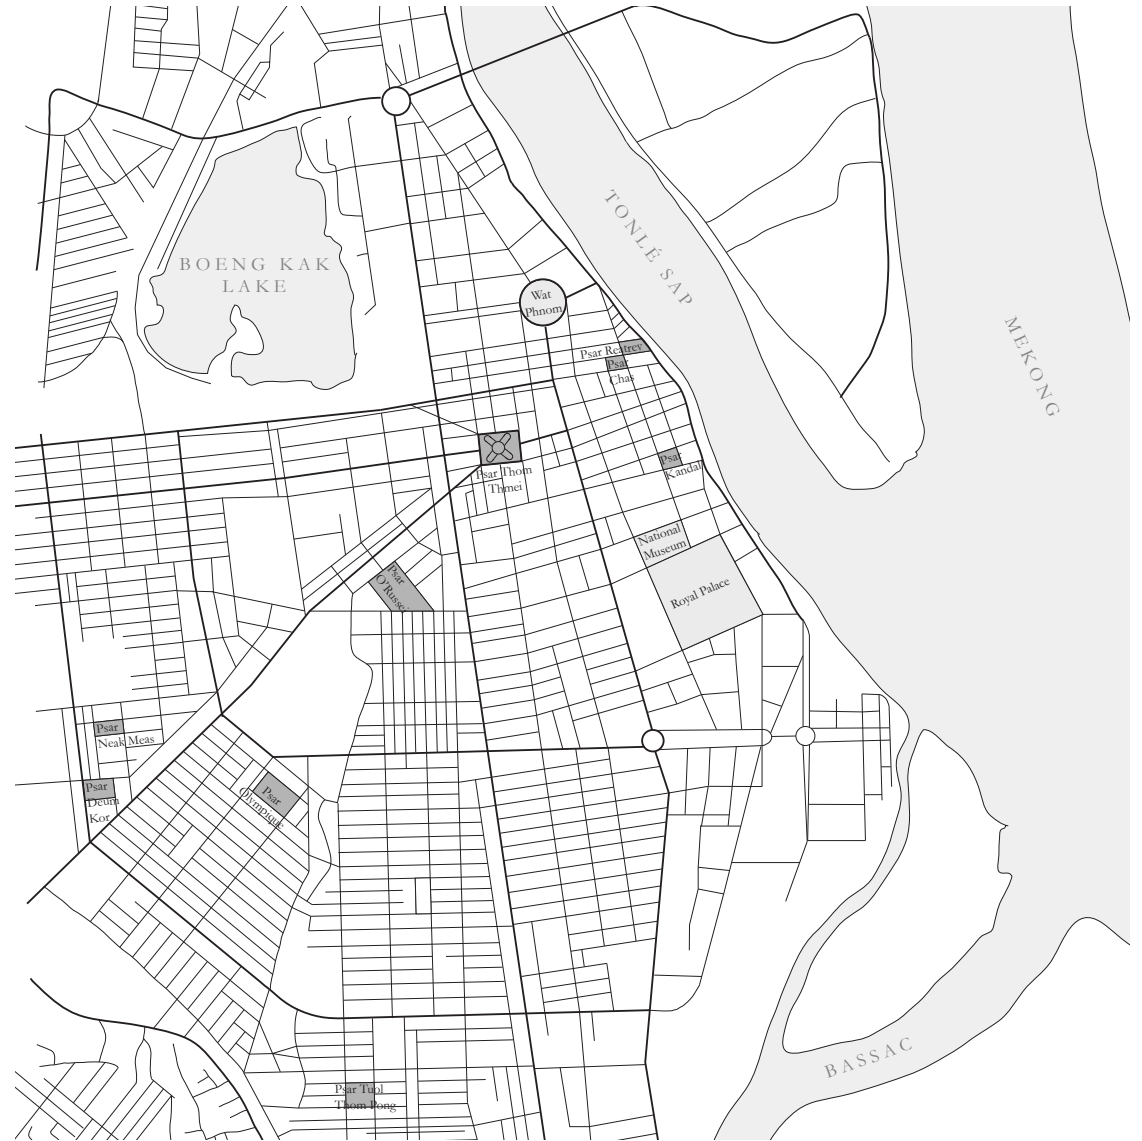 TONLÉ SAP
BOENG KAK
LAKE
Wat
Phnom
MEKONG
Psar Reatrey
Psar
Chas
Psar
Kandal
Psar Thom
Thmei
National
Museum
Psar
O'Russei
Royal Palace
Psar
Neak Meas
Psar
Deum
Kor
Psar
Olympique
BASSAC
Psar Tuol
Thom Pong